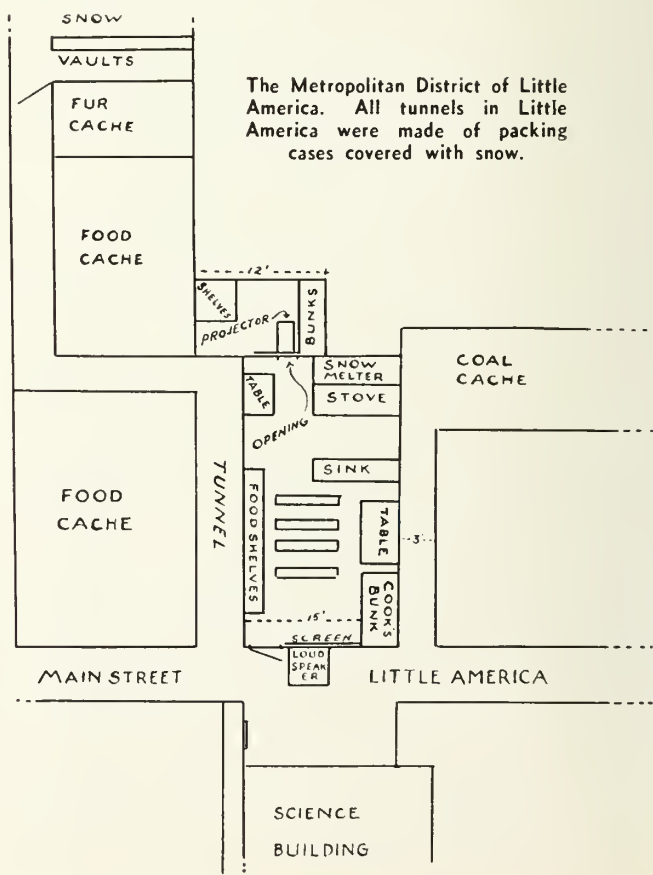 SNOW
VAULTS
FUR
CACHE
The Metropolitan District of Little
America. All tunnels in Little
America were made of packing
cases covered with snow.
FOOD
CACHE
12'
SHELVES
PROJECTOR
BUNKS
SNOW
MELTER
STOVE
TABLE
OPENING
COAL
CACHE
SINK
FOOD
CACHE
TUNNEL
FOOD SHELVES
TABLE
3'
COOK'S
BUNK
15'
SCREEN
LOUD
SPEAK
ER
MAIN STREET
LITTLE AMERICA
SCIENCE
BUILDING